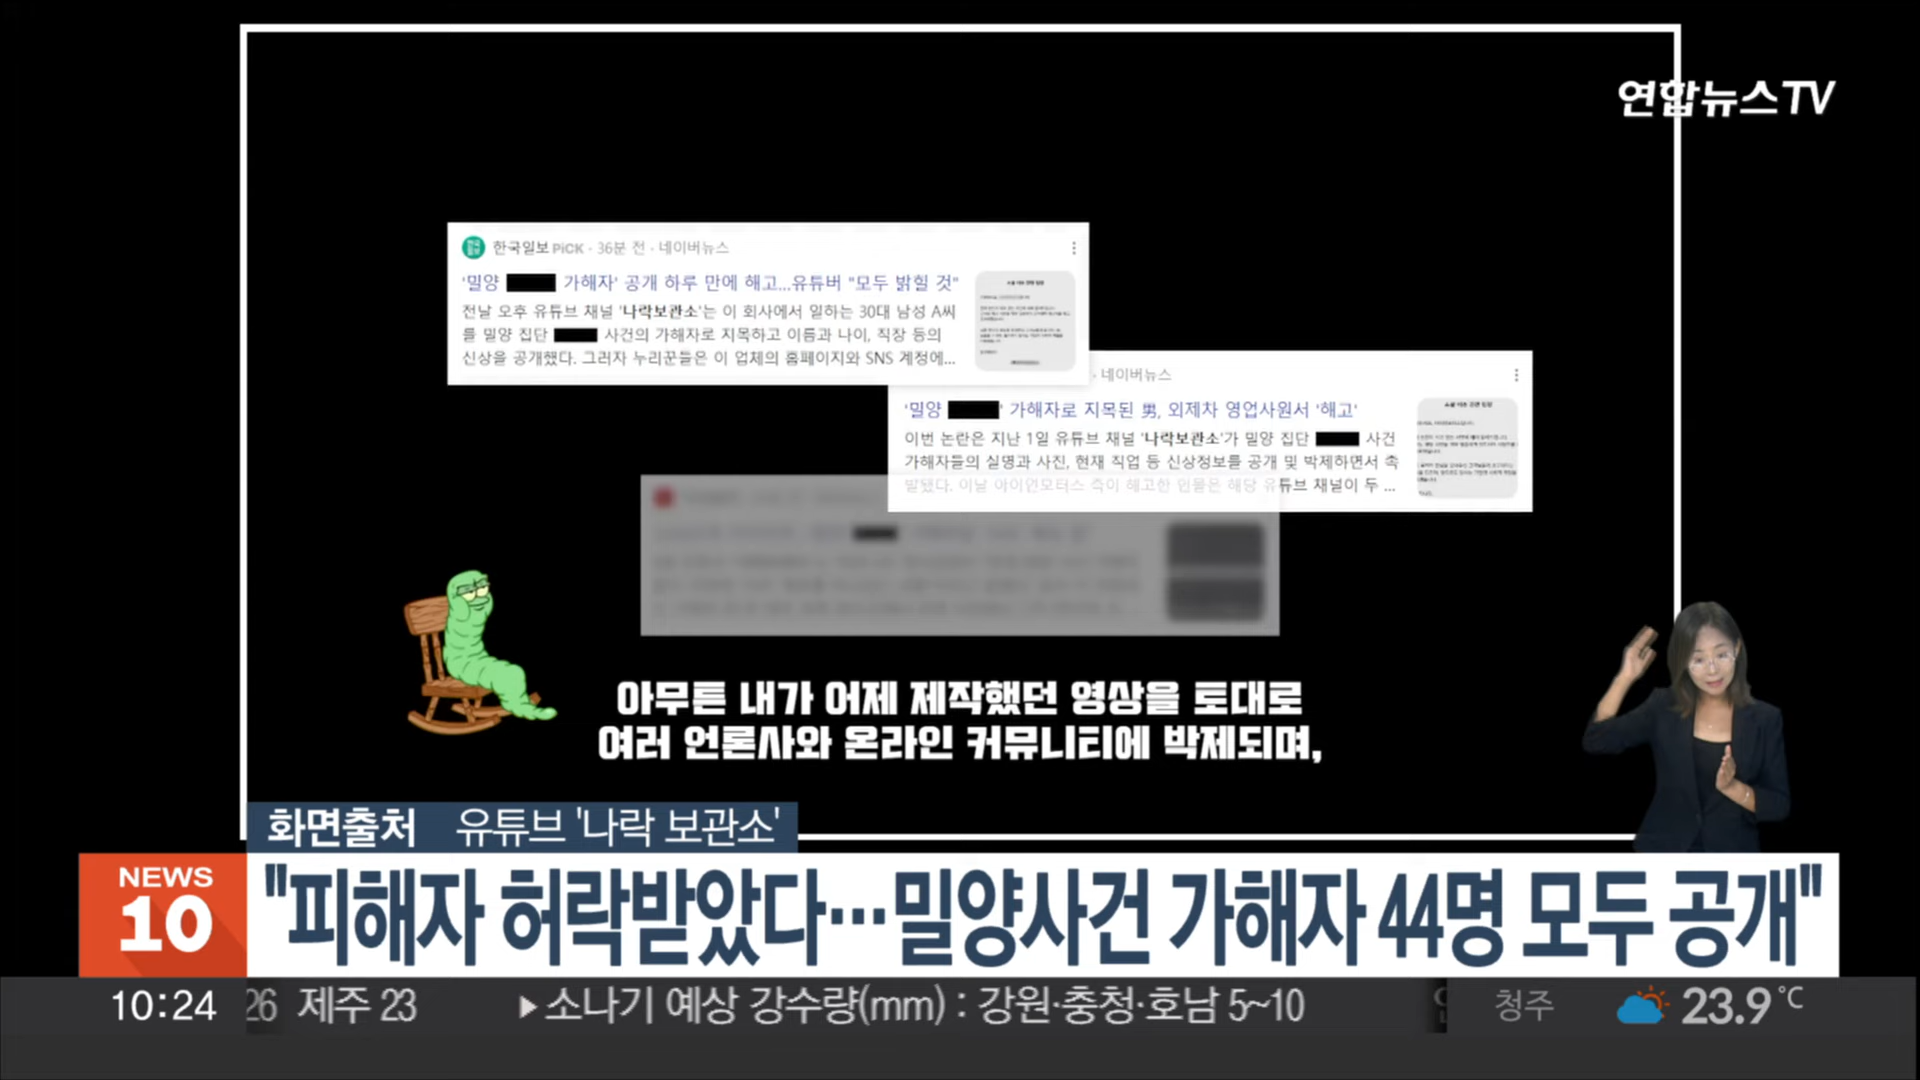 연합뉴스TV
한국일보 PiCK · 36분 전 · 네이버뉴스
'밀양 가해자' 공개 하루 만에 해고...유튜버 "모두 밝힐 것"
전날 오후 유튜브 채널 '나락보관소'는 이 회사에서 일하는 30대 남성 A씨
를 밀양 집단 사건의 가해자로 지목하고 이름과 나이, 직장 등의
신상을 공개했다. 그러자 누리꾼들은 이 업체의 홈페이지와 SNS 계정에...
· 네이버뉴스
'밀양 ' 가해자로 지목된 男, 외제차 영업사원서 '해고'
이번 논란은 지난 1일 유튜브 채널 '나락보관소'가 밀양 집단 사건
가해자들의 실명과 사진, 현재 직업 등 신상정보를 공개 및 박제하면서 촉
발됐다. 이날 아이언모터스 측이 해고한 인물은 해당 유튜브 채널이 두 ...
아무튼 내가 어제 제작했던 영상을 토대로
여러 언론사와 온라인 커뮤니티에 박제되며,
화면출처 유튜브 '나락 보관소'
NEWS
10
"피해자 허락받았다…밀양사건 가해자 44명 모두 공개"
10:24 26 제주 23 ▶소나기 예상 강수량(mm) : 강원·충청·호남 5~10 청주 23.9℃